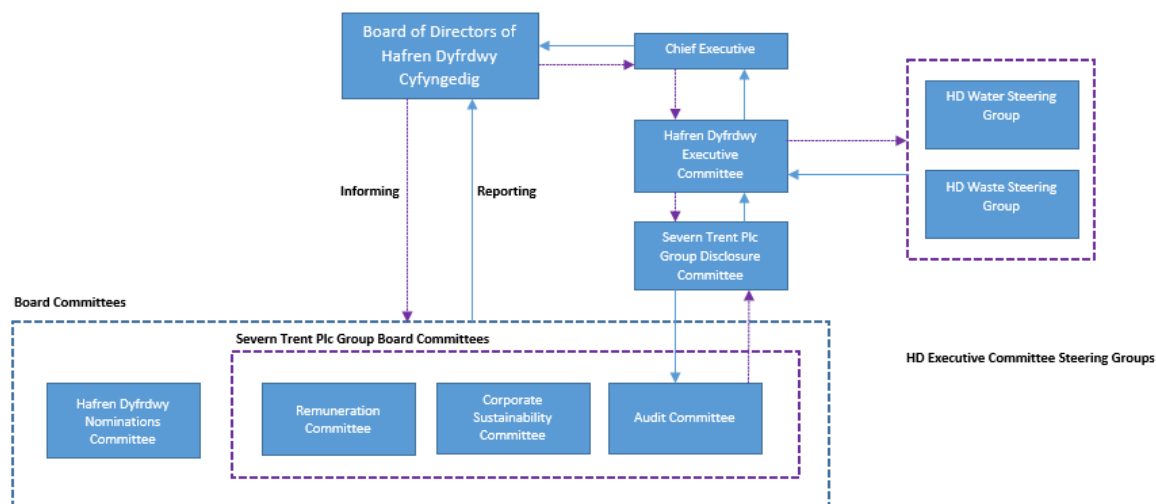 Board of Directors of
Hafren Dyfrdwy
Cyfyngedig
Chief Executive
HD Water Steering
Group
Hafren Dyfrdwy
Executive
Committee
Informing
Reporting
HD Waste Steering
Group
Severn Trent Plc
Group Disclosure
Committee
Board Committees
Severn Trent Plc Group Board Committees
HD Executive Committee Steering Groups
Hafren Dyfrdwy
Nominations
Committee
Remuneration
Committee
Corporate
Sustainability
Committee
Audit Committee